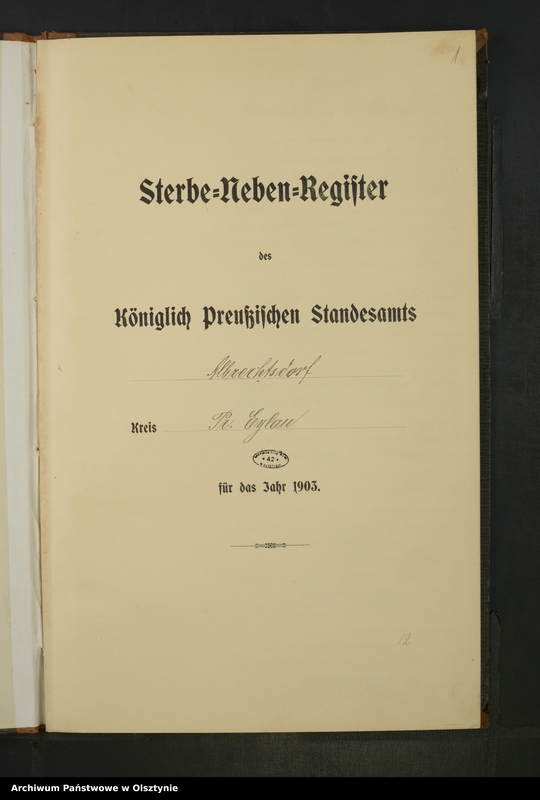 1
Sterbe=Neben=Register
des
Königlich Preußischen Standesamts
Albrechtsdorf
Kreis Pr. Eylau
* 42 *
für das Jahr 1903.
12
Archiwum Państwowe w Olsztynie